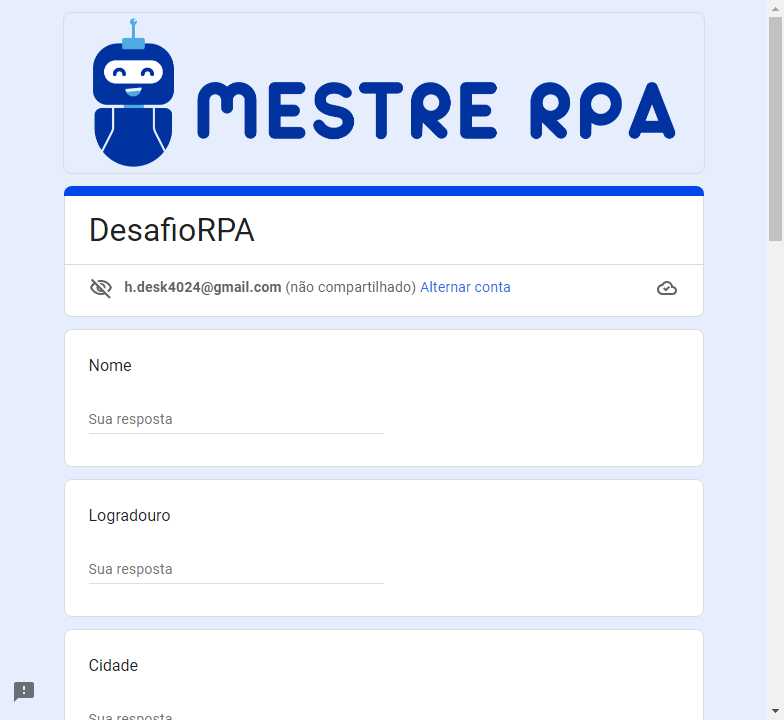 MESTRE RPA
DesafioRPA
h.desk4024@gmail.com (não compartilhado) Alternar conta
Nome
Sua resposta
Logradouro
Sua resposta
Cidade
Sua resposta